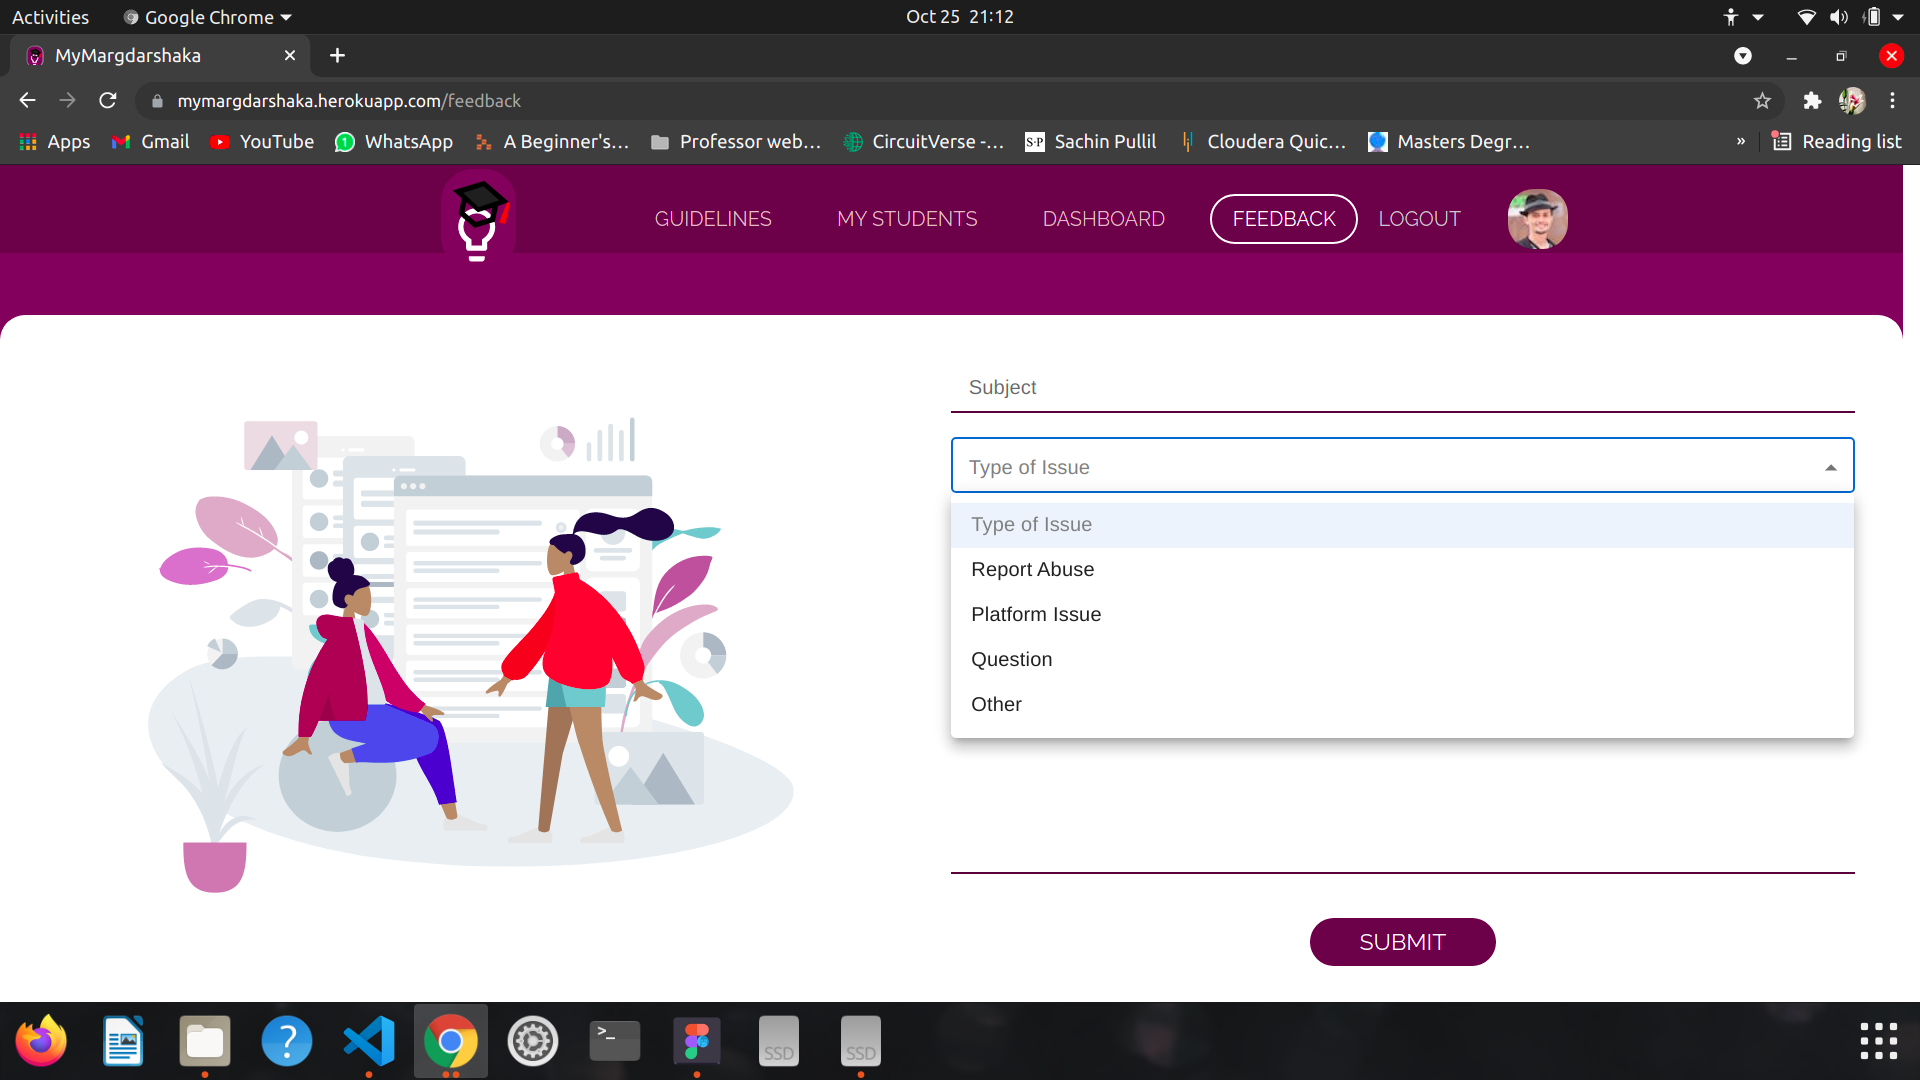 Activities
Google Chrome
Oct 25 21:12
MyMargdarshaka
mymargdarshaka.herokuapp.com/feedback
Apps
Gmail
YouTube
1
WhatsApp
A Beginner's...
Professor web...
CircuitVerse -...
S·P
Sachin Pullil
Cloudera Quic...
Masters Degr...
»
Reading list
GUIDELINES
MY STUDENTS
DASHBOARD
FEEDBACK
LOGOUT
Subject
Type of Issue
Type of Issue
Report Abuse
Platform Issue
Question
Other
SUBMIT
?
>_
SSD
SSD